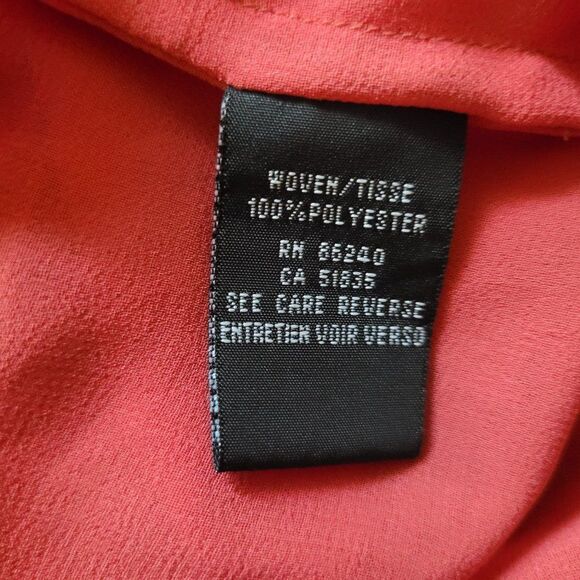 WOVEN/TISSE
100%POLYESTER
RN 86240
CA 51835
SEE CARE REVERSE
ENTRETIEN VOIR VERSO